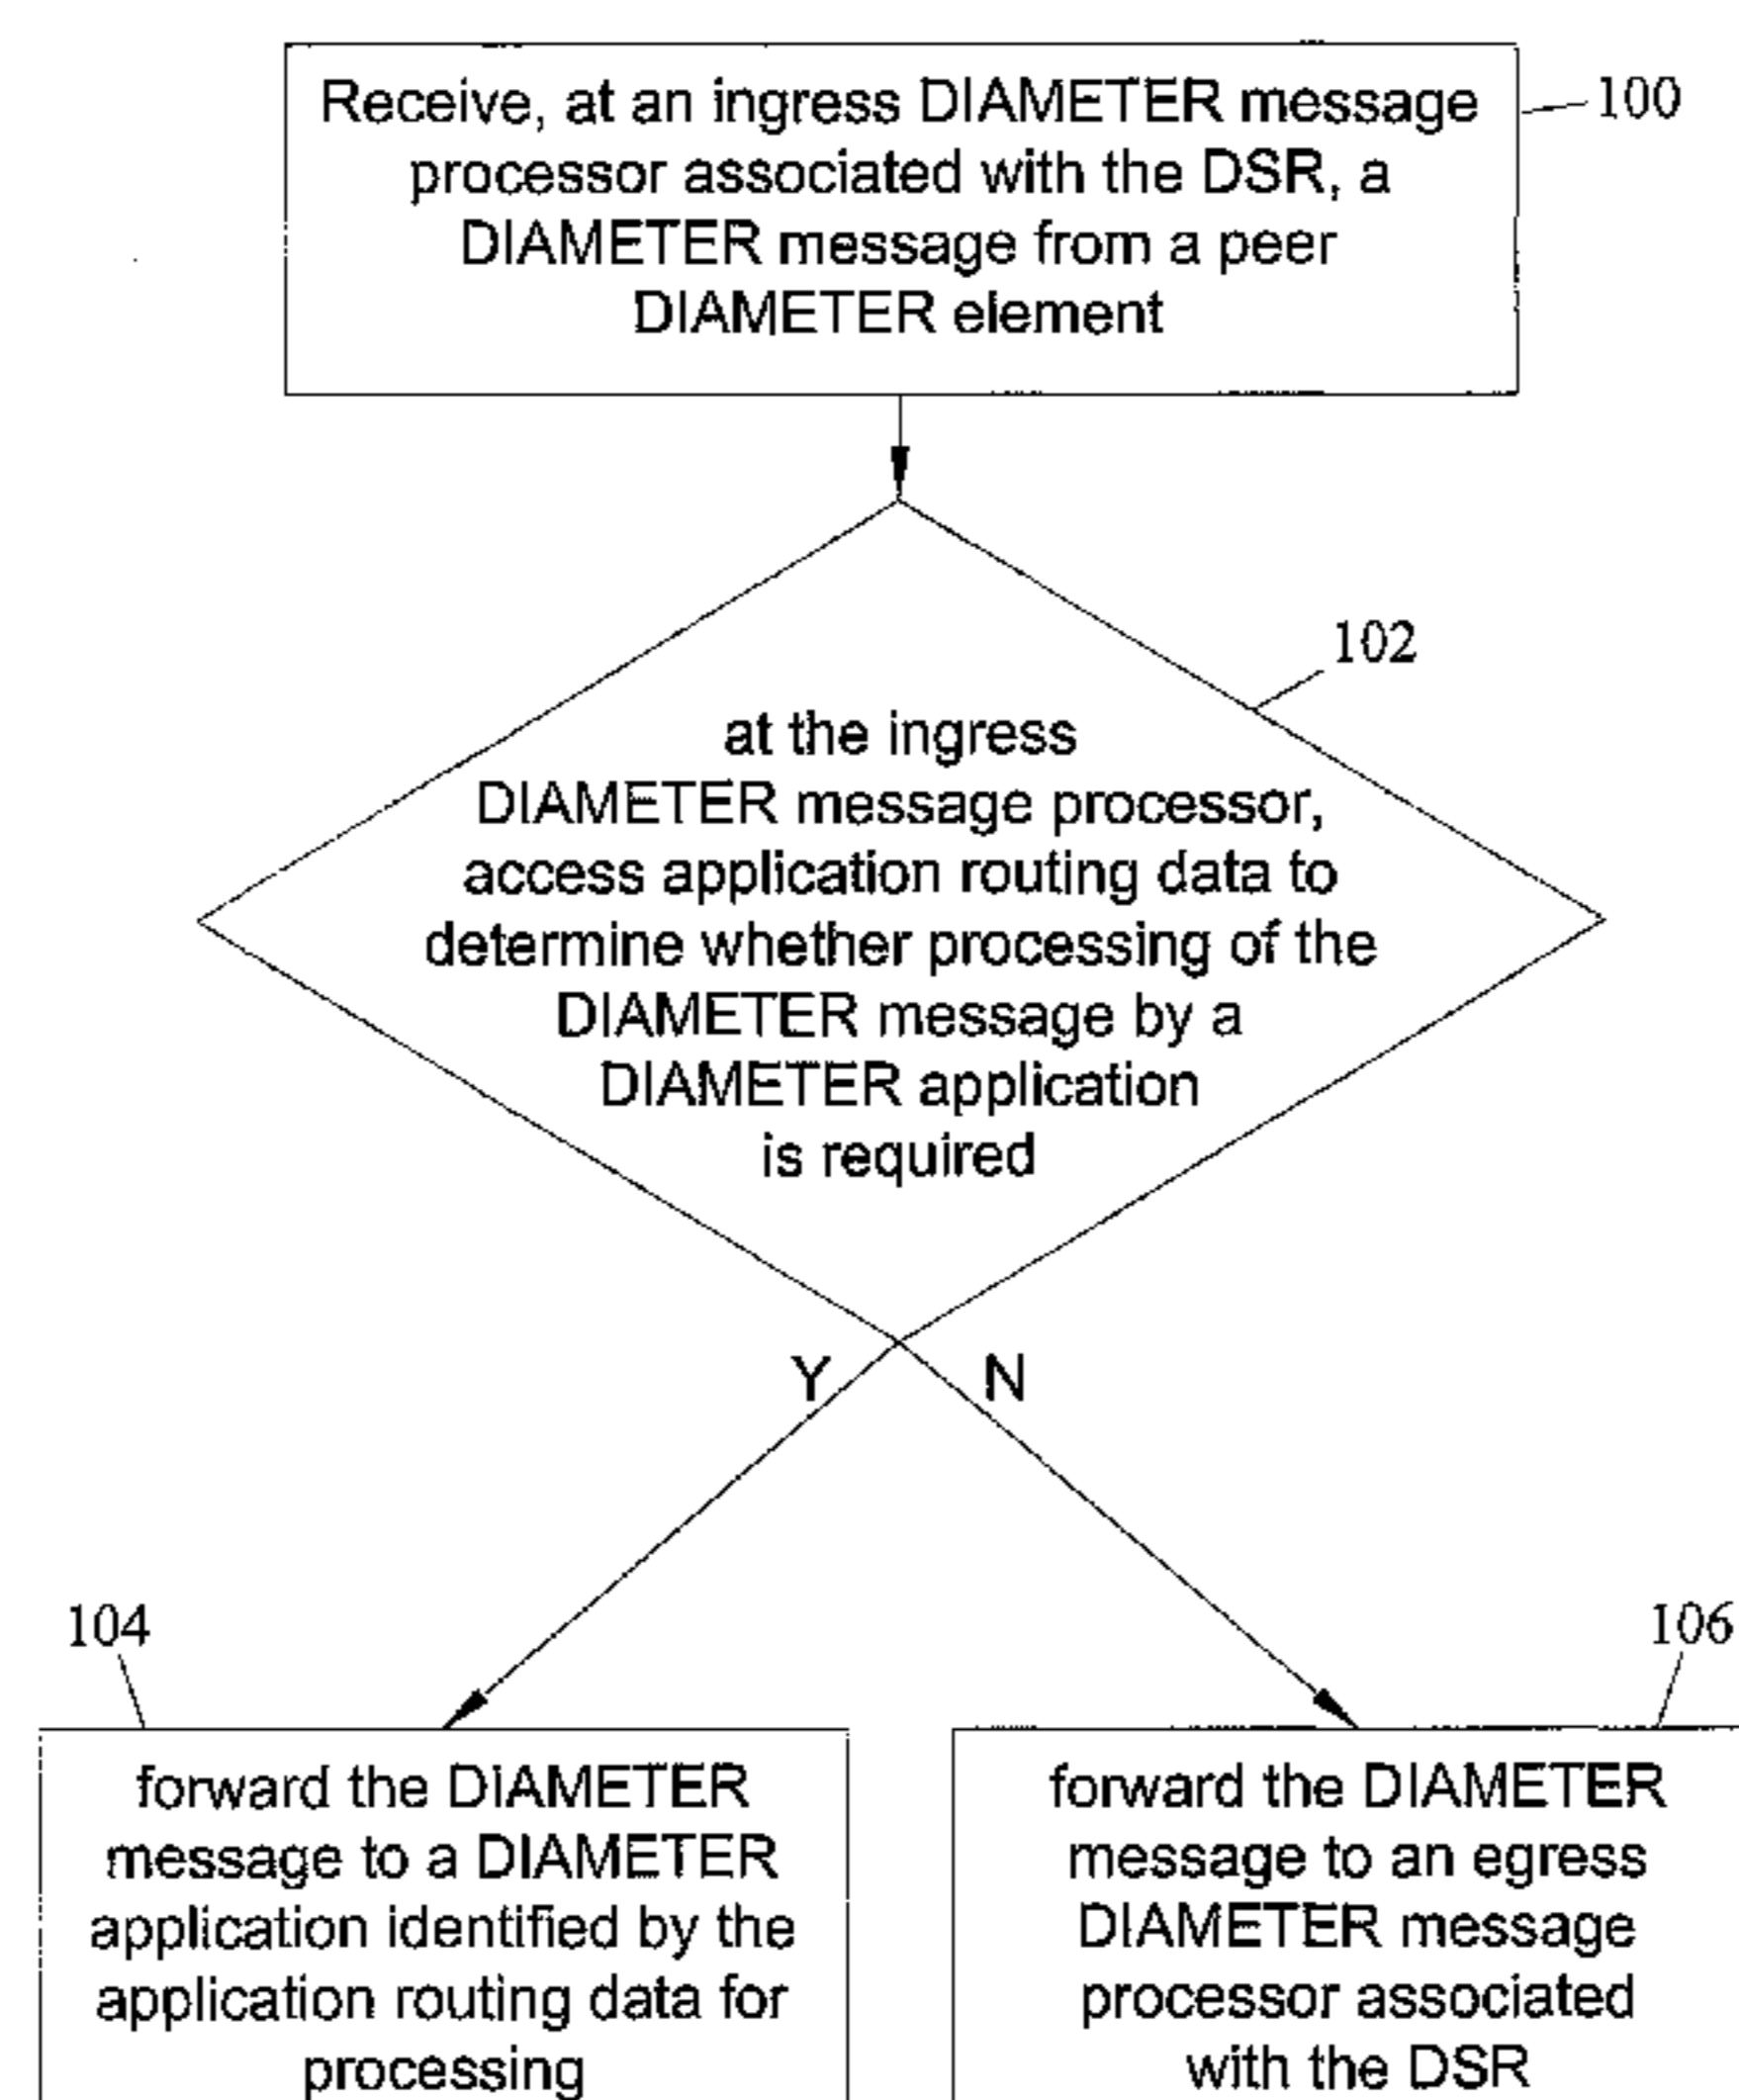 Receive, at an ingress DIAMETER message
processor associated with the DSR, a
DIAMETER message from a peer
DIAMETER element
100
102
at the ingress
DIAMETER message processor,
access application routing data to
determine whether processing of the
DIAMETER message by a
DIAMETER application
is required
Y
N
104
forward the DIAMETER
message to a DIAMETER
application identified by the
application routing data for
processing
106
forward the DIAMETER
message to an egress
DIAMETER message
processor associated
with the DSR